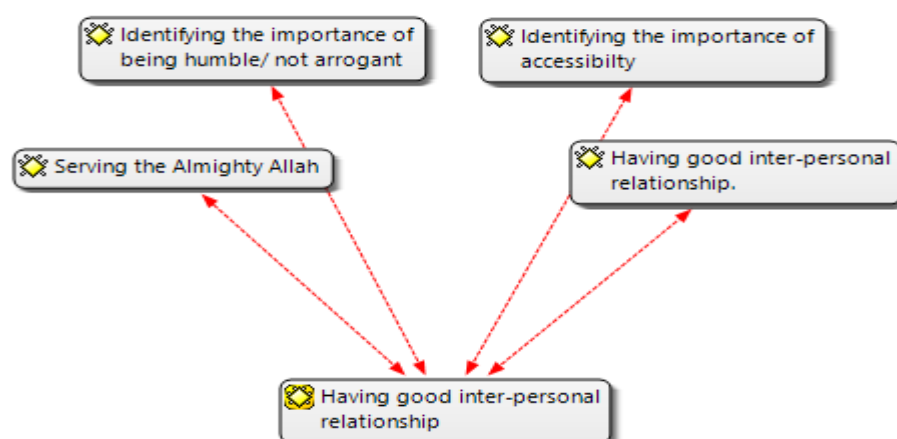 Identifying the importance of
being humble/ not arrogant
Identifying the importance of
accessibilty
Serving the Almighty Allah
Having good inter-personal
relationship.
Having good inter-personal
relationship